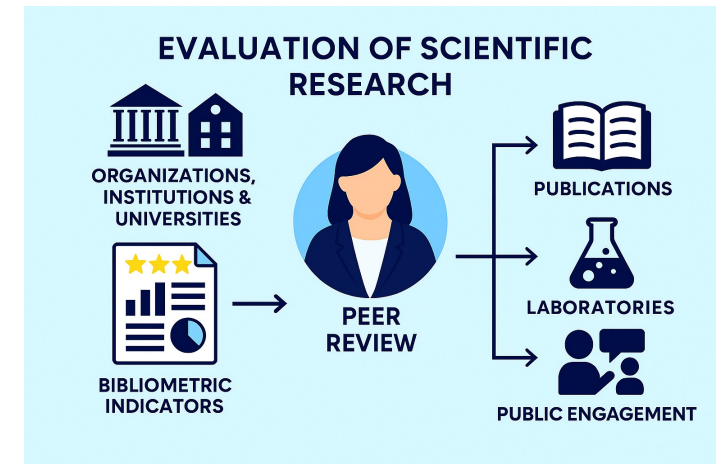 EVALUATION OF SCIENTIFIC
RESEARCH
ORGANIZATIONS,
INSTITUTIONS &
UNIVERSITIES
BIBLIOMETRIC
INDICATORS
PEER
REVIEW
PUBLICATIONS
LABORATORIES
PUBLIC ENGAGEMENT